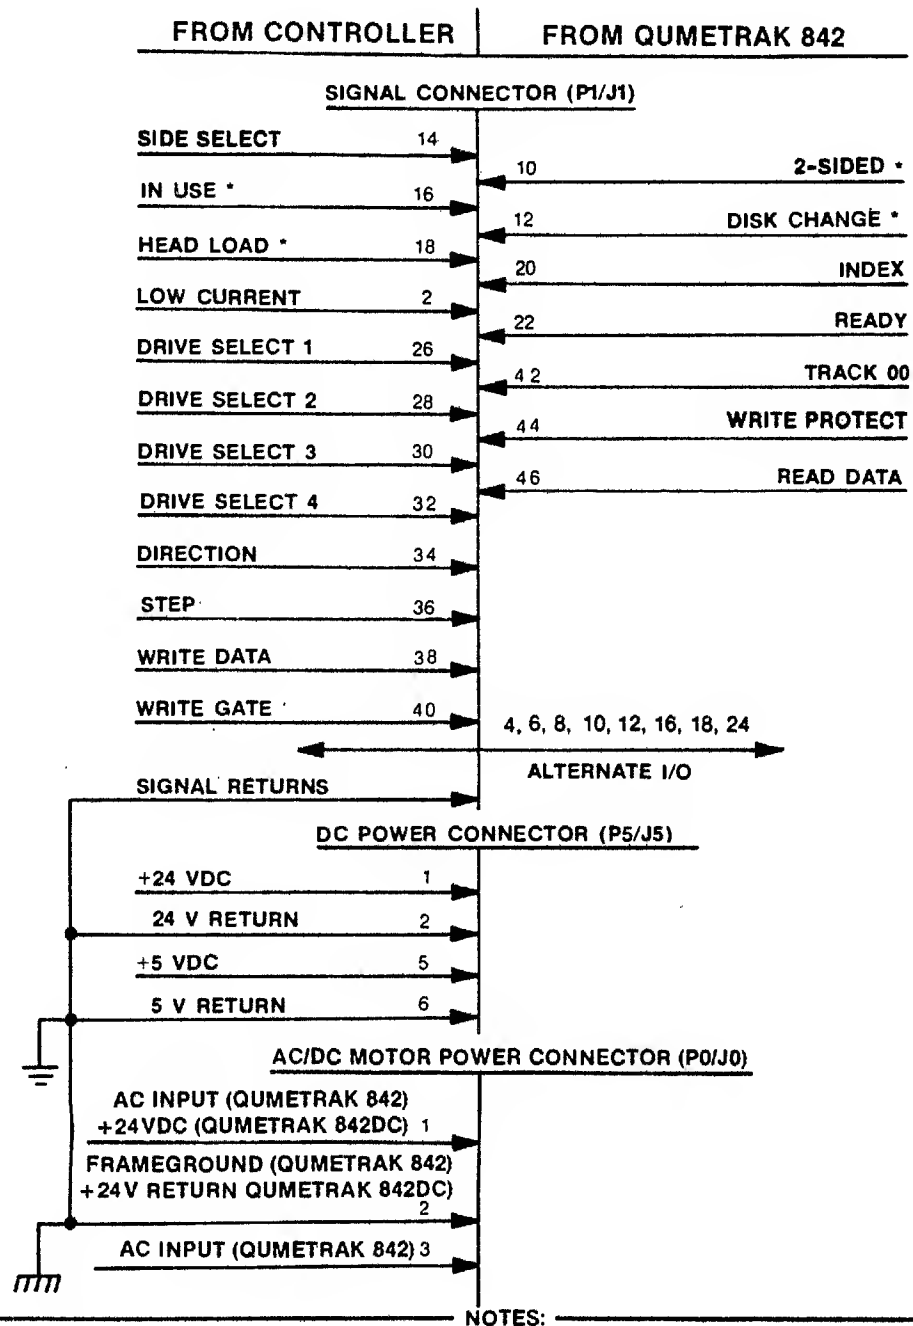 FROM CONTROLLER FROM QUMETRAK 842
SIGNAL CONNECTOR (P1/J1)
SIDE SELECT 14
10 2-SIDED *
IN USE * 16
12 DISK CHANGE *
HEAD LOAD * 18
20 INDEX
LOW CURRENT 2
22 READY
DRIVE SELECT 1 26
42 TRACK 00
DRIVE SELECT 2 28
44 WRITE PROTECT
DRIVE SELECT 3 30
46 READ DATA
DRIVE SELECT 4 32
DIRECTION 34
STEP 36
WRITE DATA 38
WRITE GATE 40
4, 6, 8, 10, 12, 16, 18, 24
ALTERNATE I/O
SIGNAL RETURNS
DC POWER CONNECTOR (P5/J5)
+24 VDC 1
24 V RETURN 2
+5 VDC 5
5 V RETURN 6
AC/DC MOTOR POWER CONNECTOR (P0/J0)
AC INPUT (QUMETRAK 842)
+24VDC (QUMETRAK 842DC) 1
FRAMEGROUND (QUMETRAK 842)
+24V RETURN QUMETRAK 842DC)
2
AC INPUT (QUMETRAK 842) 3
NOTES: